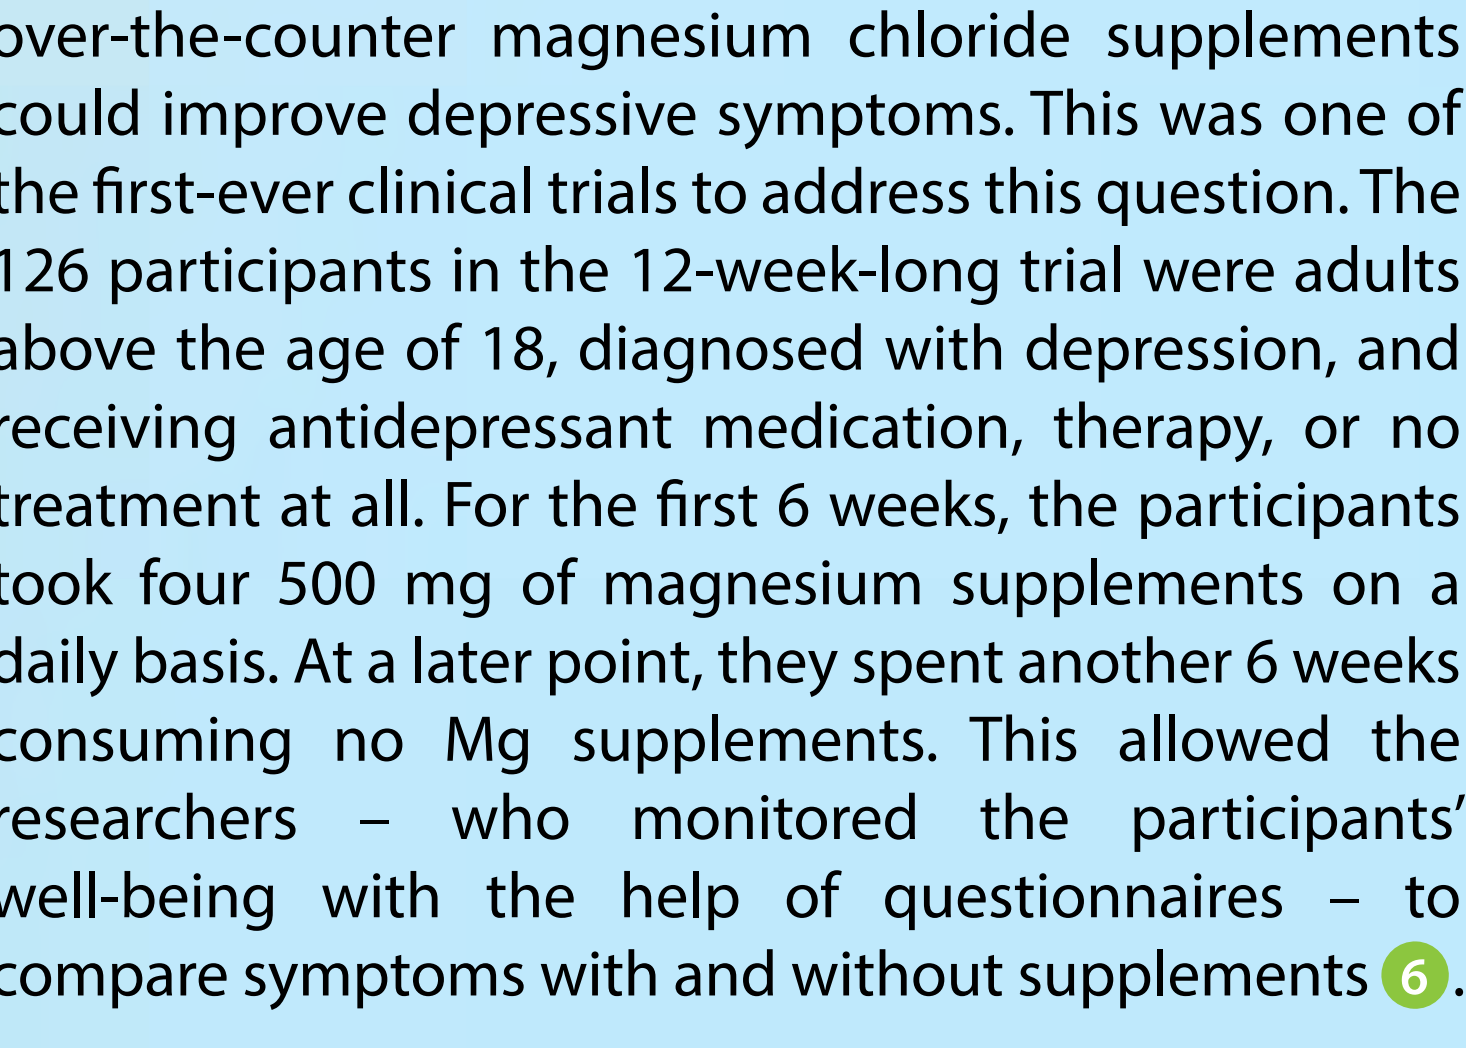 over-the-counter magnesium chloride supplements
could improve depressive symptoms. This was one of
the first-ever clinical trials to address this question. The
126 participants in the 12-week-long trial were adults
above the age of 18, diagnosed with depression, and
receiving antidepressant medication, therapy, or no
treatment at all. For the first 6 weeks, the participants
took four 500 mg of magnesium supplements on a
daily basis. At a later point, they spent another 6 weeks
consuming no Mg supplements. This allowed the
researchers – who monitored the participants’
well-being with the help of questionnaires – to
compare symptoms with and without supplements 6.